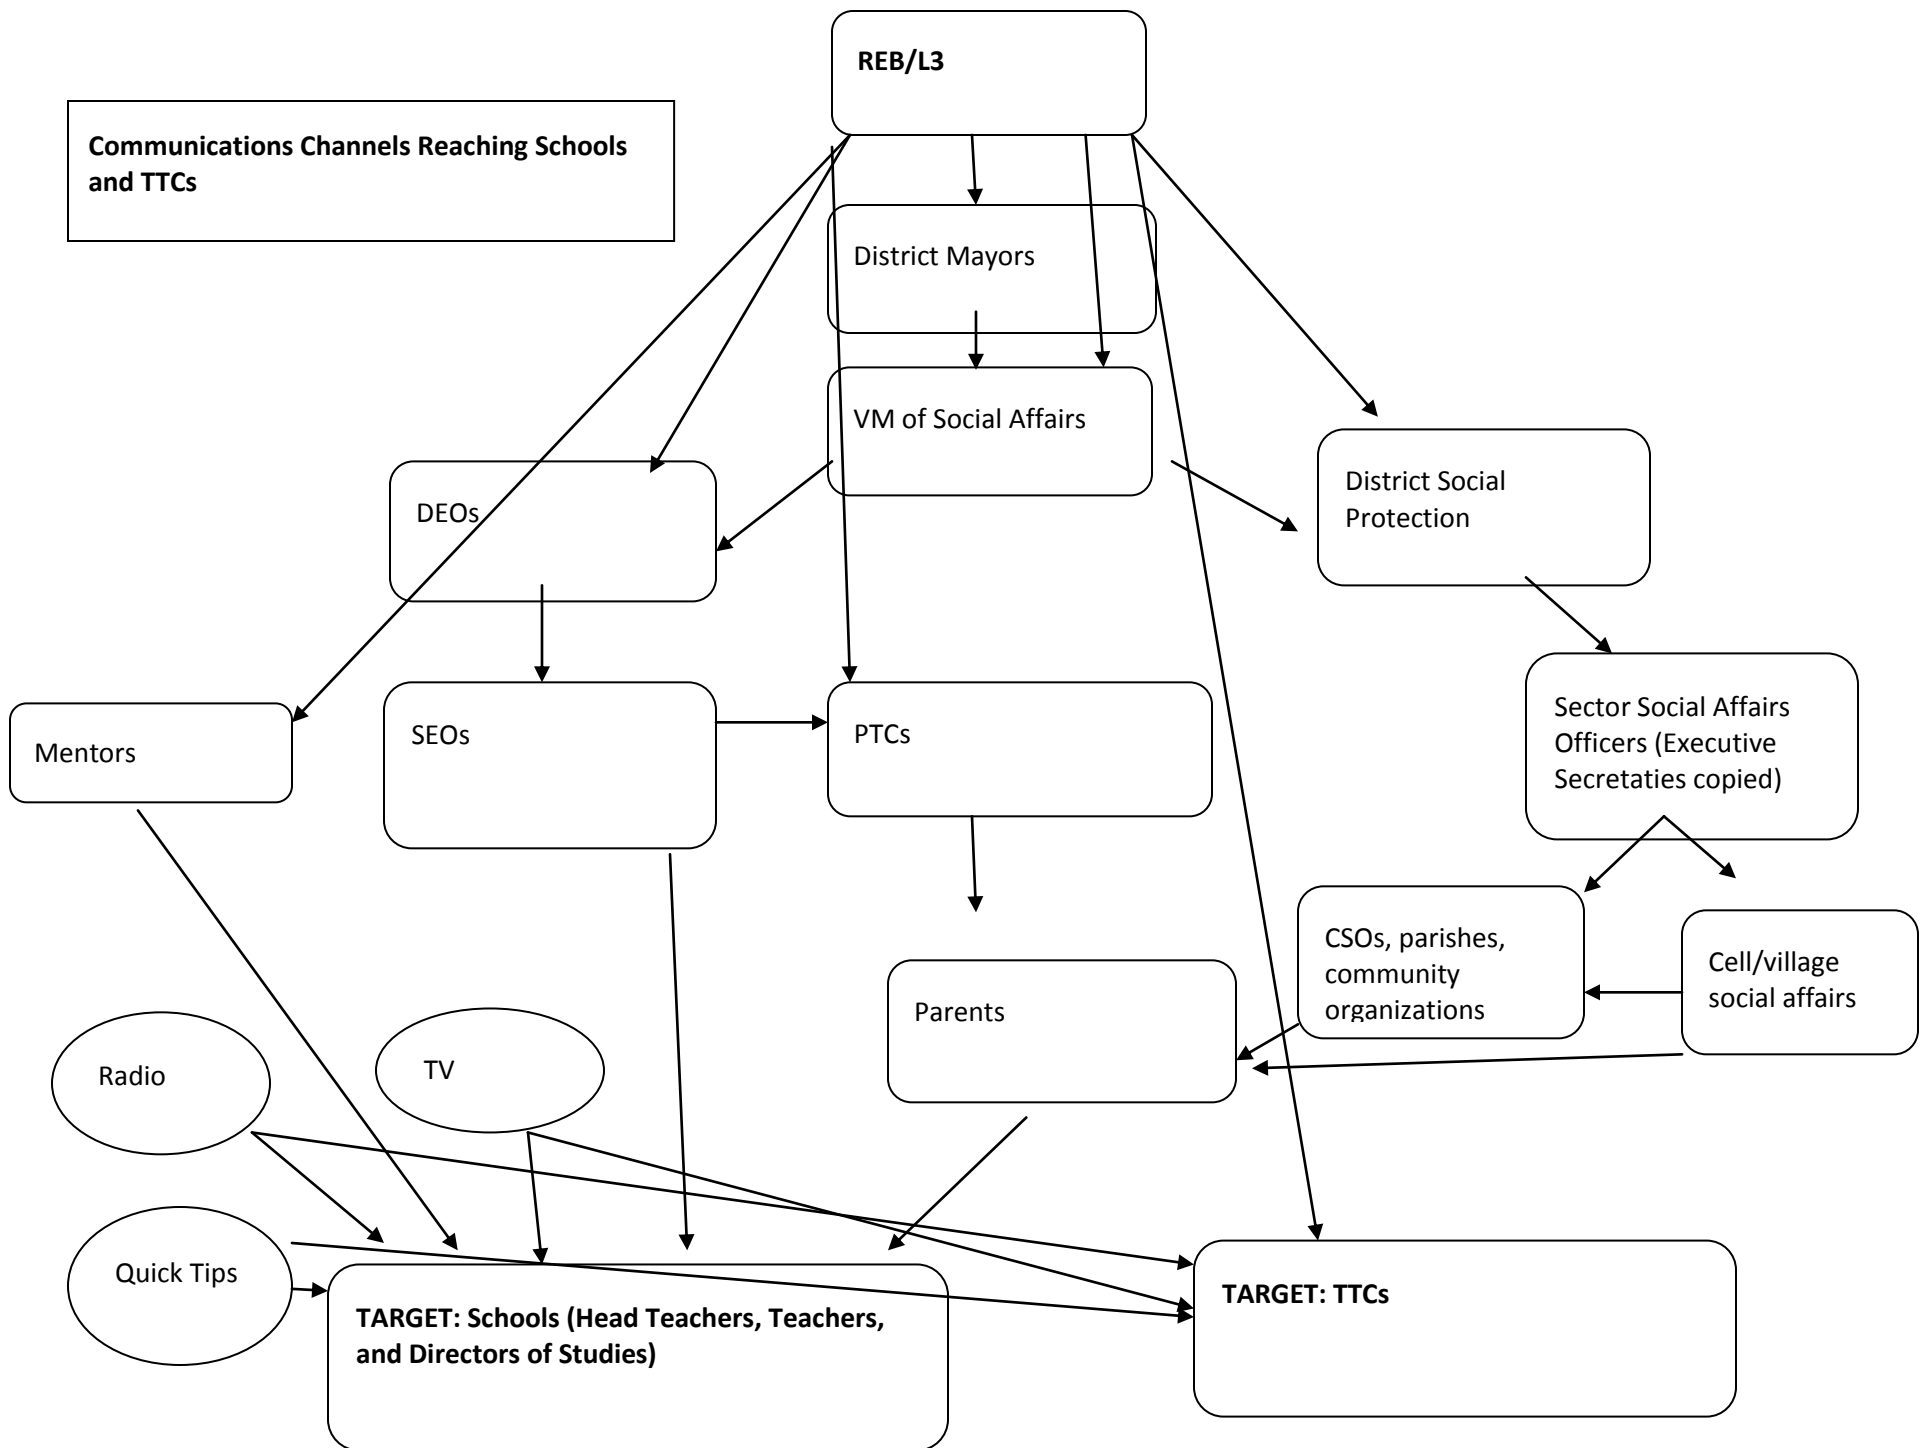 REB/L3
Communications Channels Reaching Schools
and TTCs
District Mayors
VM of Social Affairs
DEOs
District Social
Protection
Mentors
SEOs
PTCs
Sector Social Affairs
Officers (Executive
Secretaties copied)
CSOs, parishes,
community
organizations
Cell/village
social affairs
Parents
Radio
TV
Quick Tips
TARGET: Schools (Head Teachers, Teachers,
and Directors of Studies)
TARGET: TTCs